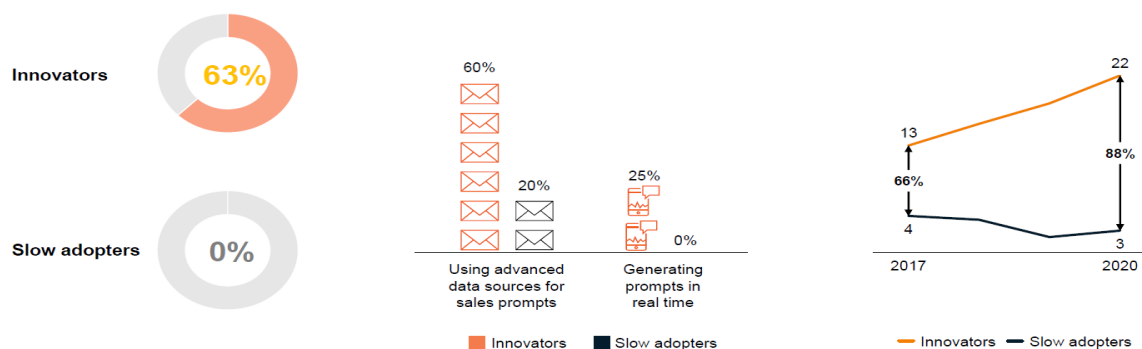 Innovators
63%
Slow adopters
0%
60%
20%
25%
0%
Using advanced
data sources for
sales prompts
Generating
prompts in
real time
Innovators
Slow adopters
22
13
88%
66%
4
3
2017
2020
Innovators
Slow adopters